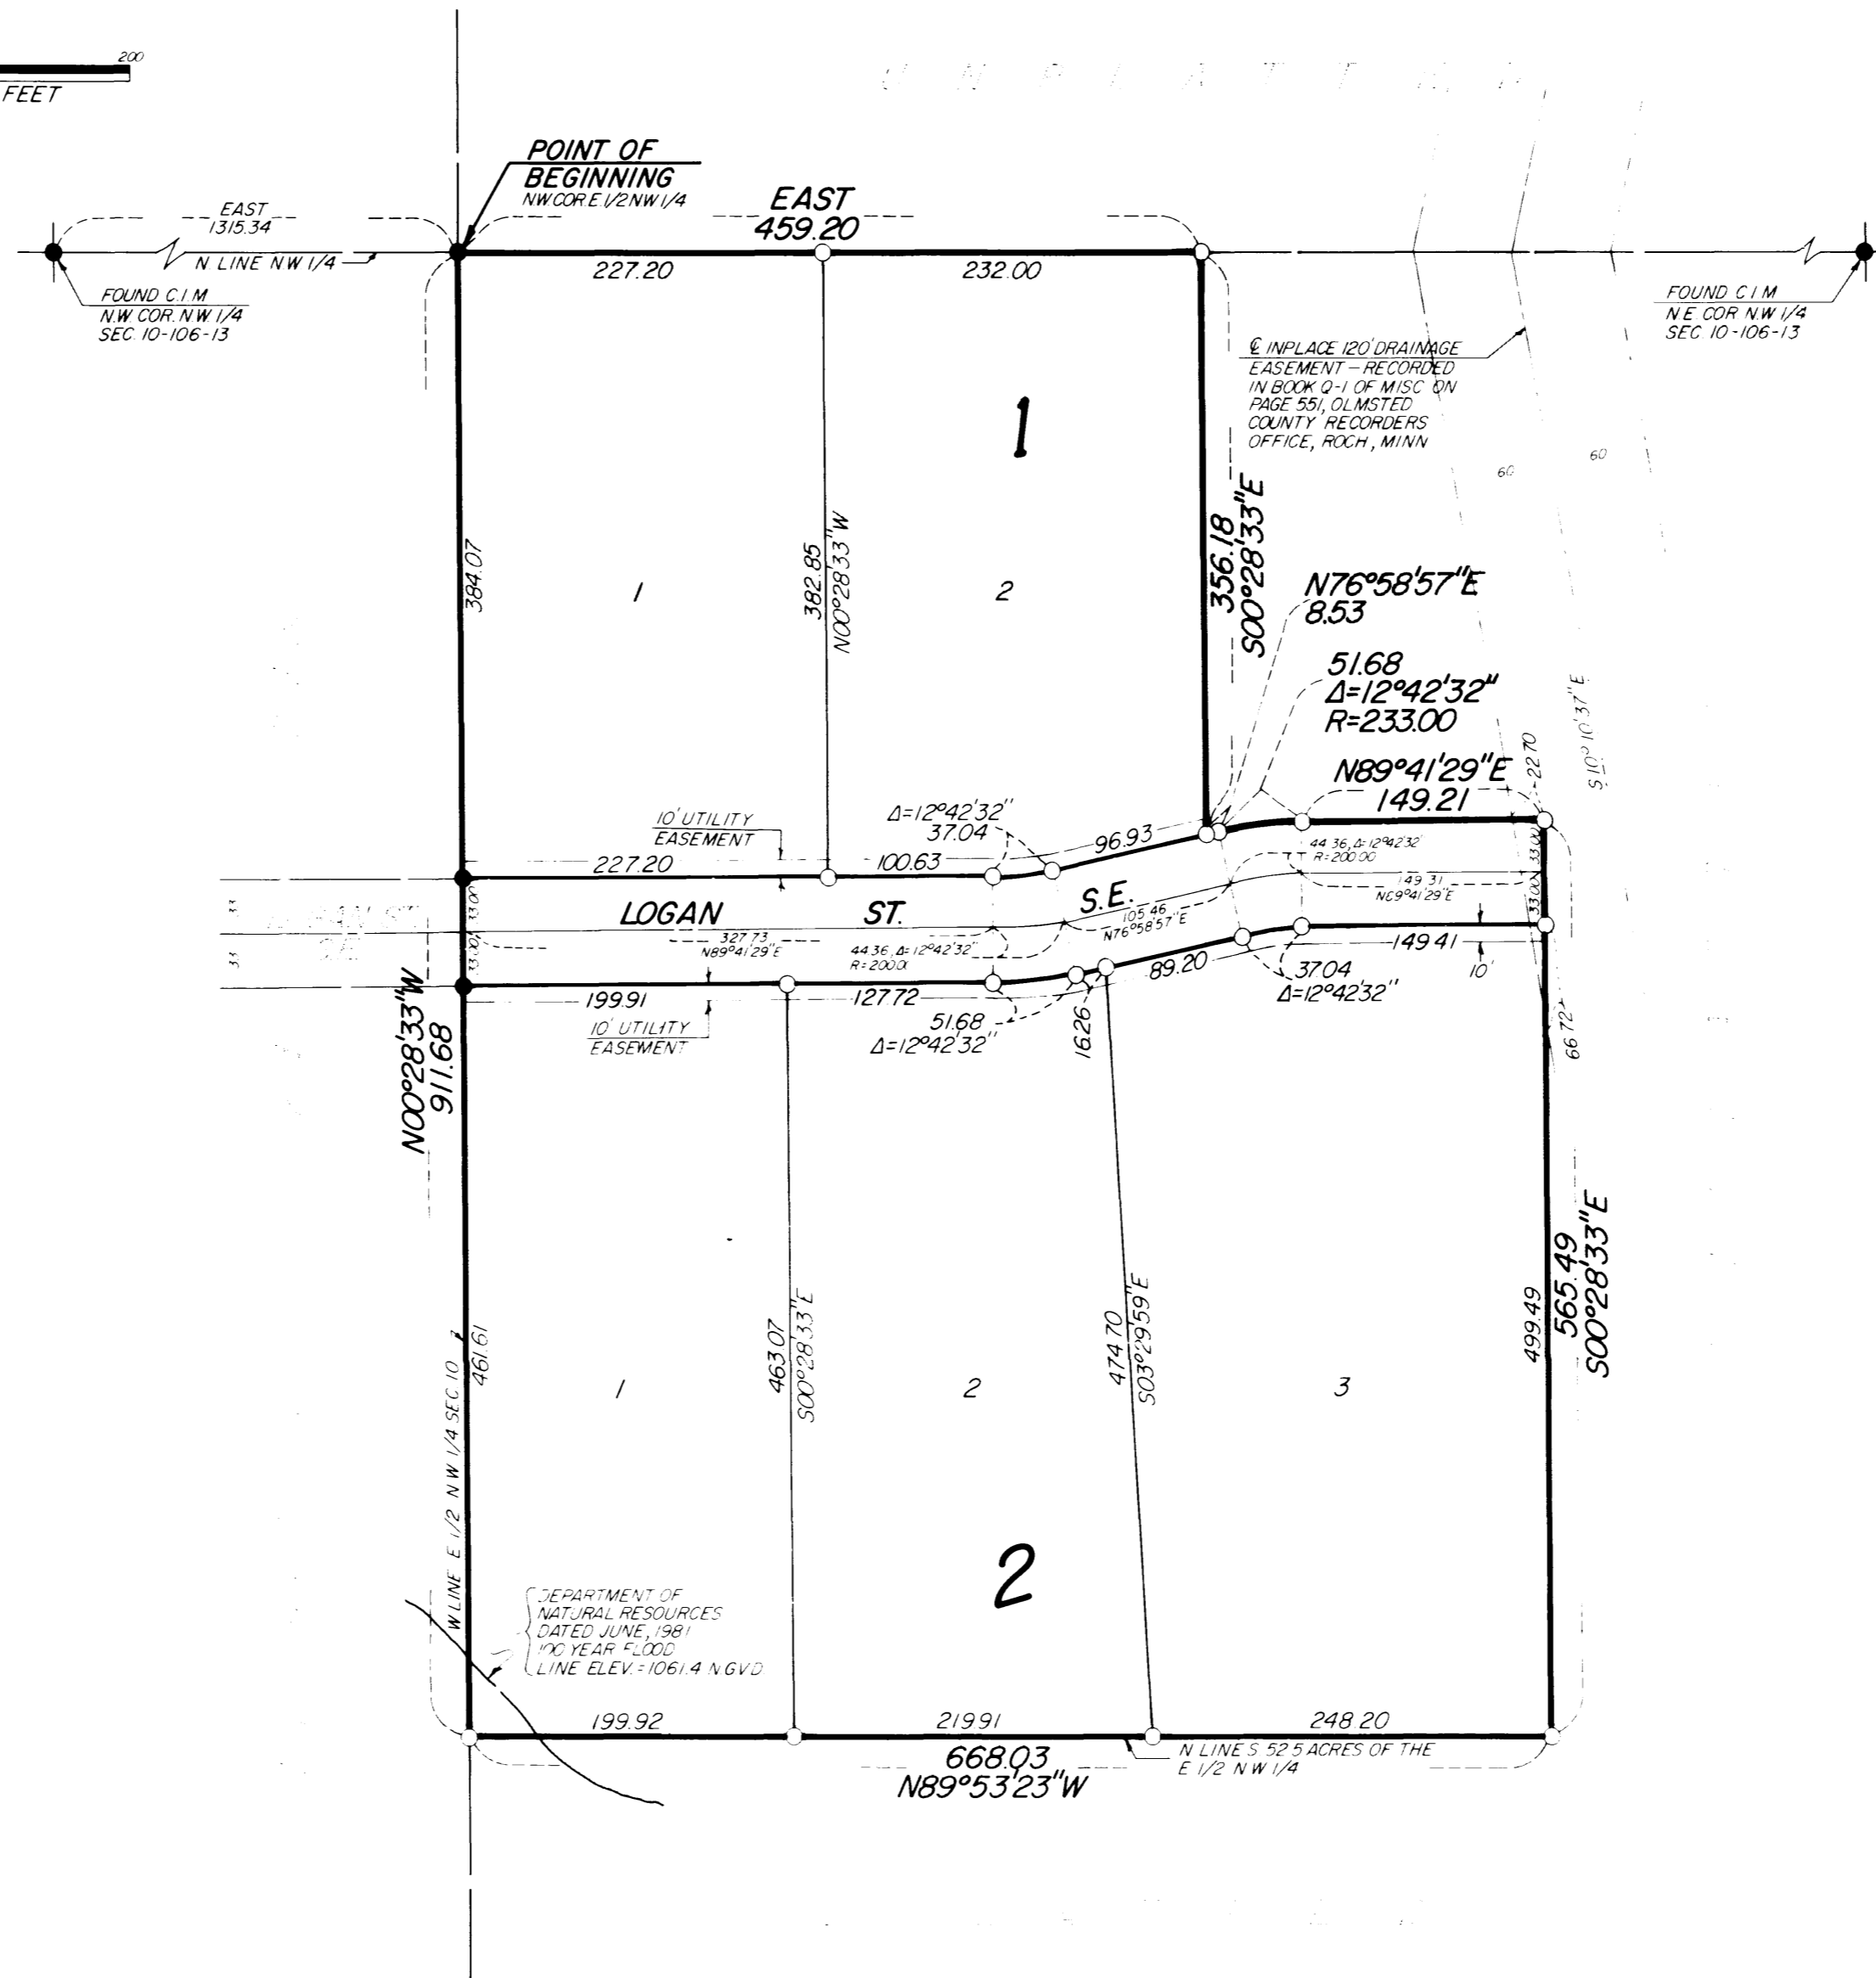 200
FEET
POINT OF
BEGINNING
NW COR. E 1/2 NW 1/4
EAST
1315.34
N LINE NW 1/4
EAST
459.20
227.20
232.00
FOUND C.I.M
N.W. COR. N.W 1/4
SEC. 10-106-13
FOUND C I M
N E. COR N.W 1/4
SEC. 10-106-13
℄ INPLACE 120' DRAINAGE
EASEMENT - RECORDED
IN BOOK Q-1 OF MISC ON
PAGE 551, OLMSTED
COUNTY RECORDERS
OFFICE, ROCH, MINN
60
60
1
384.07
1
382.85
N00°28'33"W
2
356.18
S00°28'33"E
N76°58'57"E
8.53
51.68
Δ=12°42'32"
R=233.00
N89°41'29"E
149.21
22.70
S10°10'37"E
10' UTILITY
EASEMENT
227.20
100.63
Δ=12°42'32"
37.04
96.93
44.36, Δ=12°42'32"
R=200.00
149.31
N89°41'29"E
33.00
33.00
33
33
33.00
33.00
LOGAN ST. S.E.
327.73
N89°41'29"E
44.36, Δ=12°42'32"
R=200.00
105.46
N76°58'57"E
199.91
127.72
51.68
Δ=12°42'32"
16.26
89.20
37.04
Δ=12°42'32"
149.41
10'
66.72
10' UTILITY
EASEMENT
N00°28'33"W
911.68
461.61
W LINE E 1/2 NW 1/4 SEC 10
1
463.07
S00°28'33"E
2
474.70
S03°29'59"E
3
499.49
565.49
S00°28'33"E
2
DEPARTMENT OF
NATURAL RESOURCES
DATED JUNE, 1981
100 YEAR FLOOD
LINE ELEV. = 1061.4 N.G.V.D
199.92
219.91
248.20
668.03
N89°53'23"W
N LINE S 52.5 ACRES OF THE
E 1/2 NW 1/4